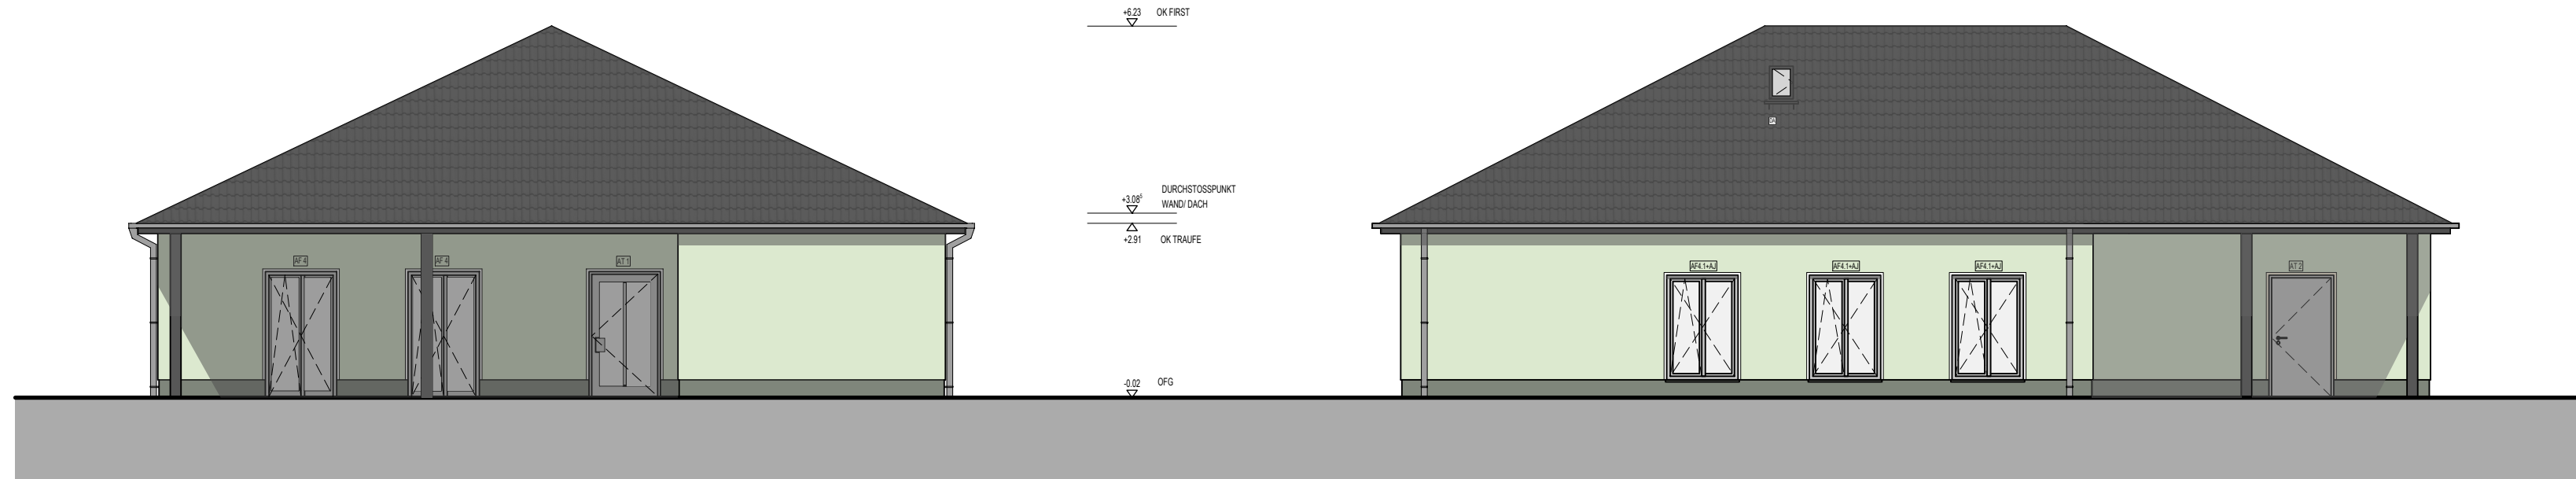 +6.23 OK FIRST
DURCHSTOSSPUNKT
+3.08⁵ WAND/ DACH
+2.91 OK TRAUFE
AF 4 AF 4 AT 1
AF4.1+AJ AF4.1+AJ AF4.1+AJ AT 2
-0.02 OFG